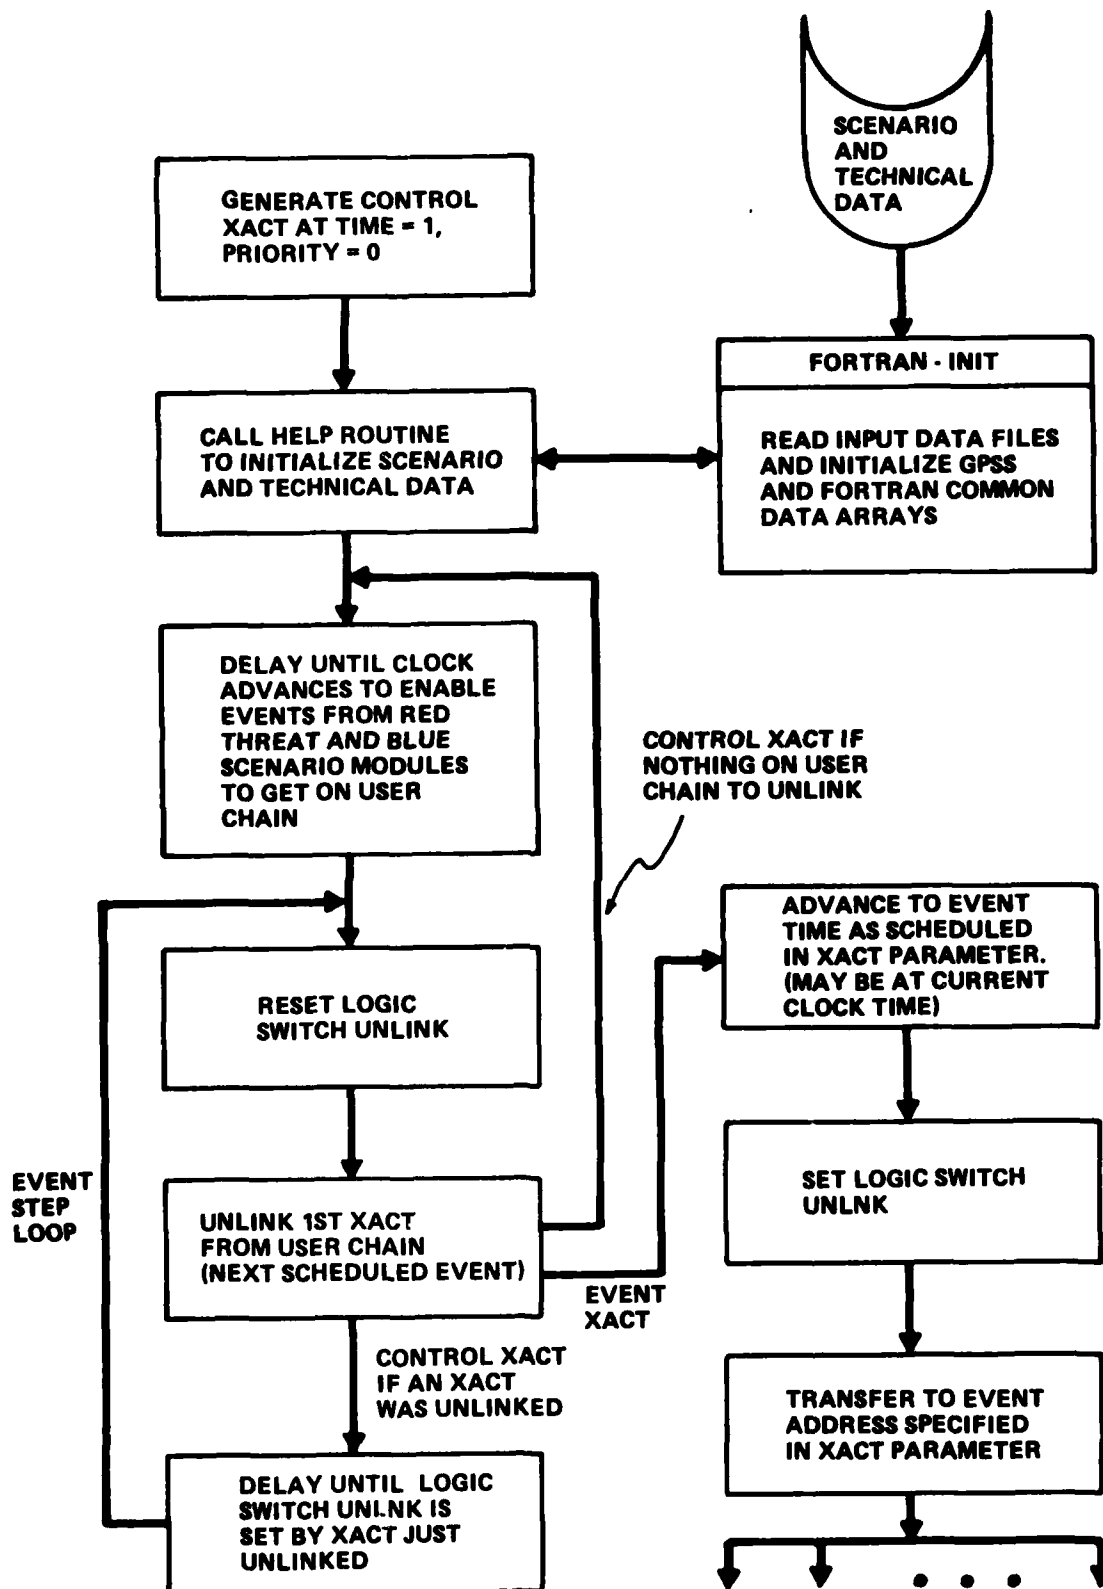 SCENARIO
AND
TECHNICAL
DATA
GENERATE CONTROL
XACT AT TIME = 1,
PRIORITY = 0
FORTRAN - INIT
CALL HELP ROUTINE
TO INITIALIZE SCENARIO
AND TECHNICAL DATA
READ INPUT DATA FILES
AND INITIALIZE GPSS
AND FORTRAN COMMON
DATA ARRAYS
DELAY UNTIL CLOCK
ADVANCES TO ENABLE
EVENTS FROM RED
THREAT AND BLUE
SCENARIO MODULES
TO GET ON USER
CHAIN
CONTROL XACT IF
NOTHING ON USER
CHAIN TO UNLINK
ADVANCE TO EVENT
TIME AS SCHEDULED
IN XACT PARAMETER.
(MAY BE AT CURRENT
CLOCK TIME)
RESET LOGIC
SWITCH UNLINK
SET LOGIC SWITCH
UNLNK
EVENT
STEP
LOOP
UNLINK 1ST XACT
FROM USER CHAIN
(NEXT SCHEDULED EVENT)
EVENT
XACT
CONTROL XACT
IF AN XACT
WAS UNLINKED
TRANSFER TO EVENT
ADDRESS SPECIFIED
IN XACT PARAMETER
DELAY UNTIL LOGIC
SWITCH UNLNK IS
SET BY XACT JUST
UNLINKED